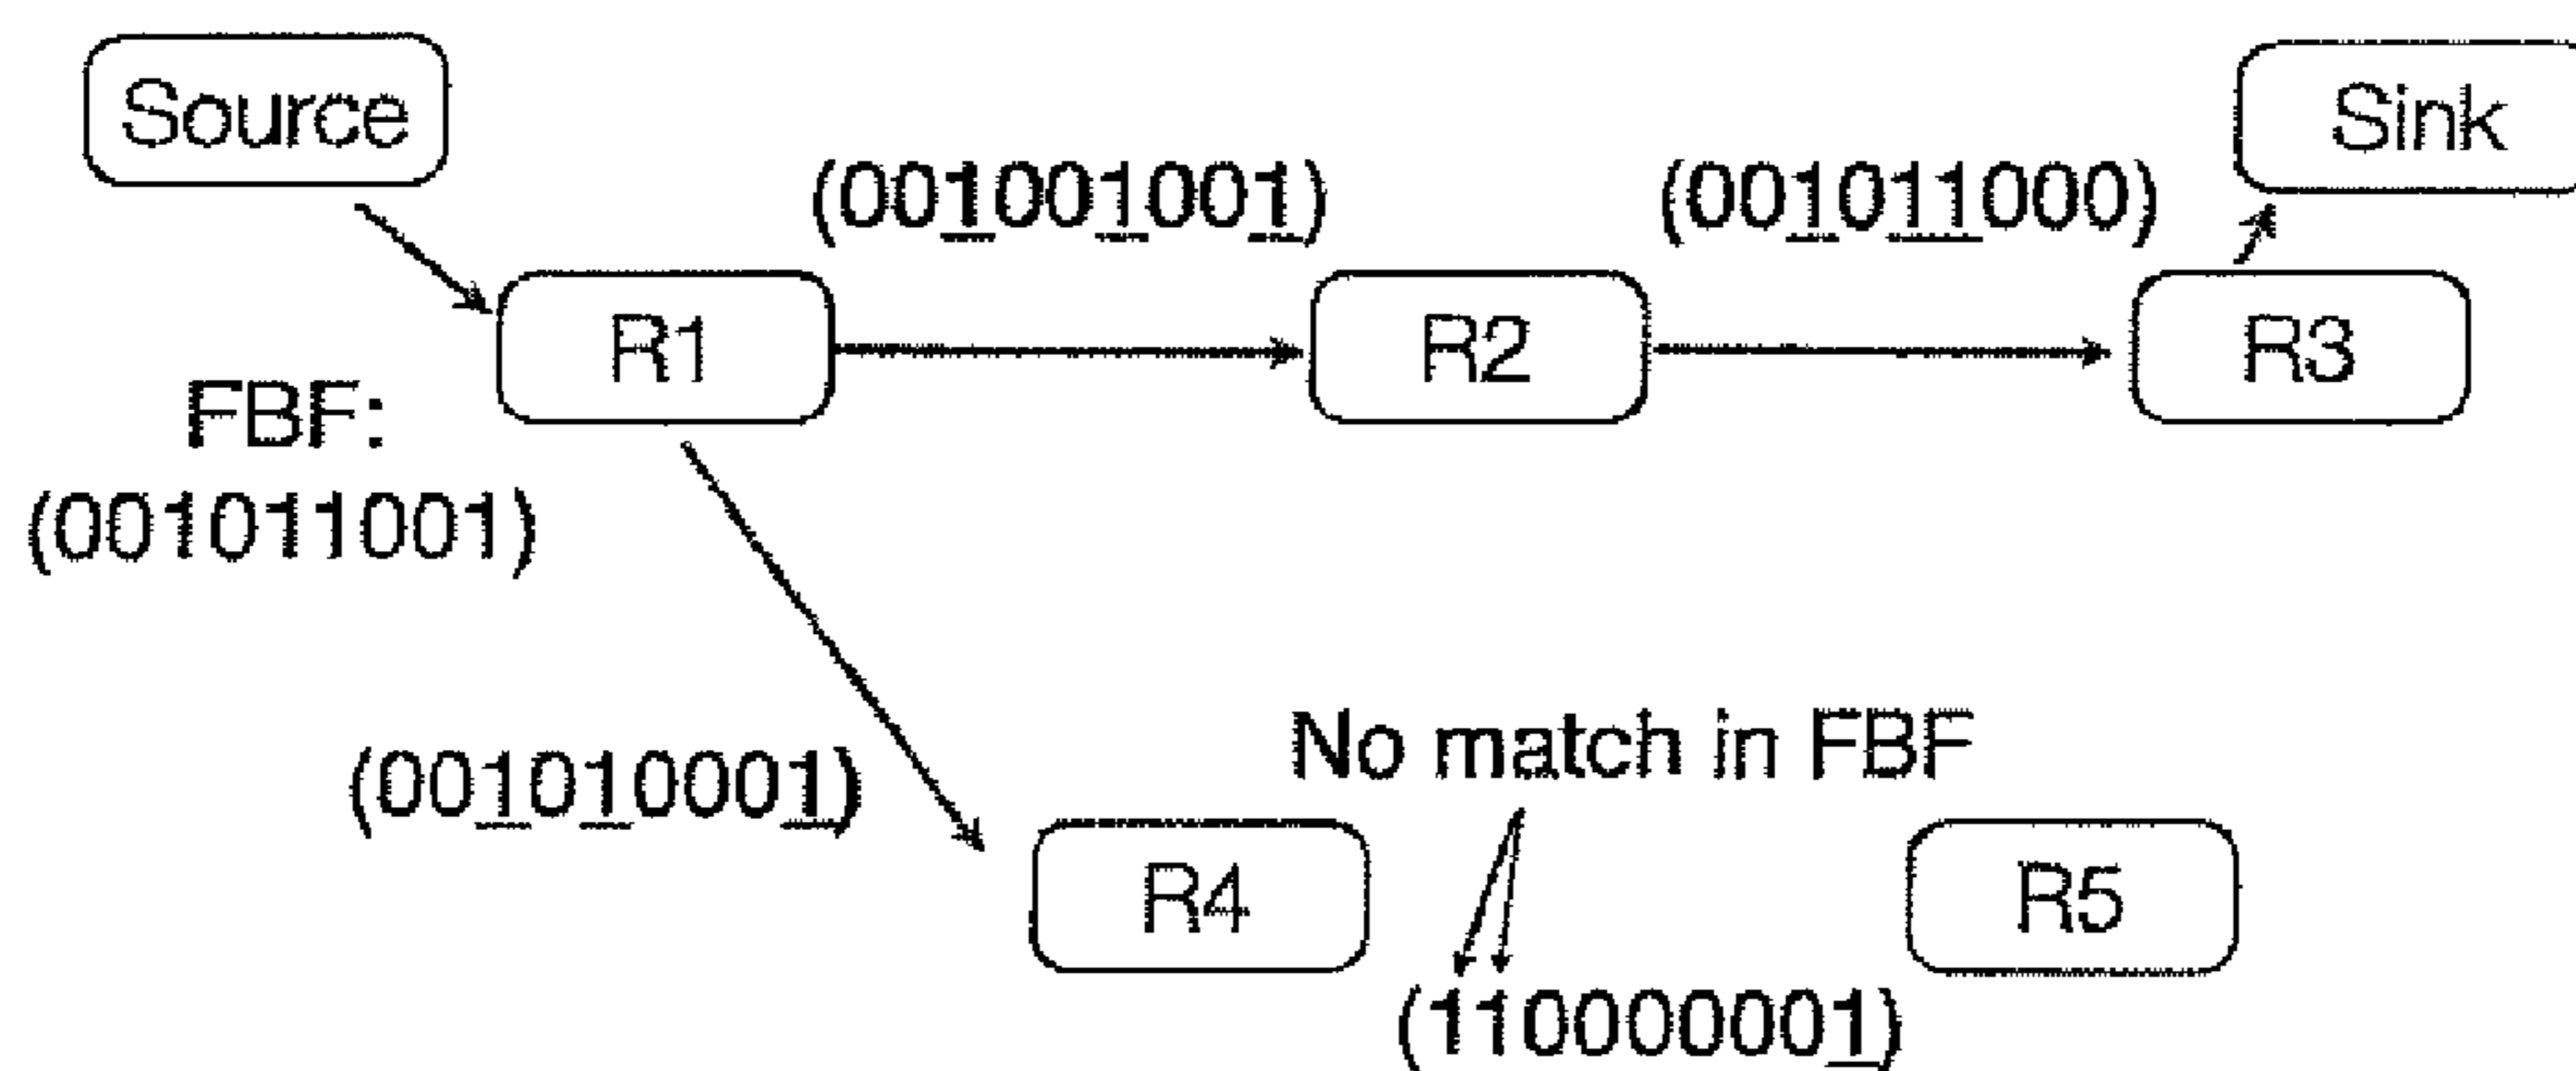 Source
Sink
(001001001)
(001011000)
R1
R2
R3
FBF:
(001011001)
No match in FBF
(001010001)
R4
R5
(110000001)